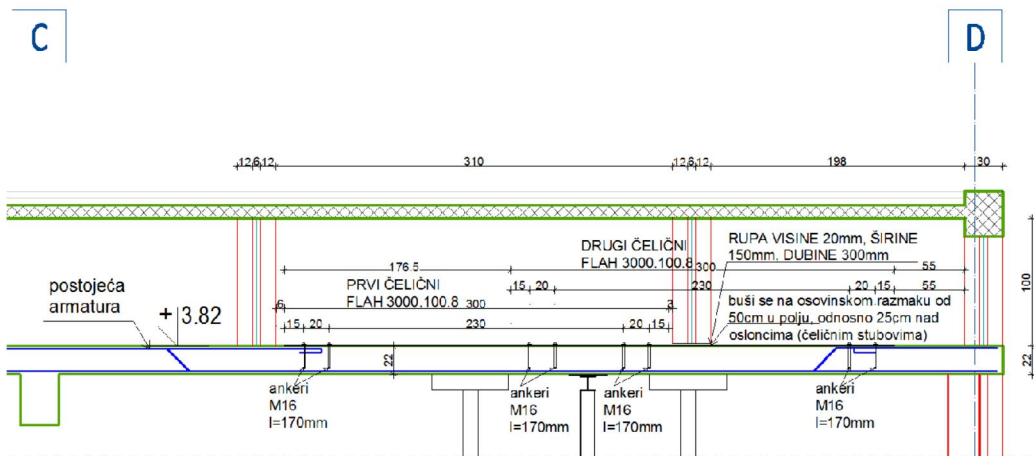 C
D
12 6 12
310
12 6 12
198
30
DRUGI ČELIČNI
FLAH 3000.100.8
RUPA VISINE 20mm, ŠIRINE
150mm, DUBINE 300mm
176.5
300
55
PRVI ČELIČNI
FLAH 3000.100.8
15 20
230
20 15
55
100
postojeća
armatura
+ 3.82
6
300
3
buši se na osovinskom razmaku od
50cm u polju, odnosno 25cm nad
osloncima (čeličnim stubovima)
15 20
230
20 15
22
22
ankeri
M16
l=170mm
ankeri
M16
l=170mm
ankeri
M16
l=170mm
ankeri
M16
l=170mm